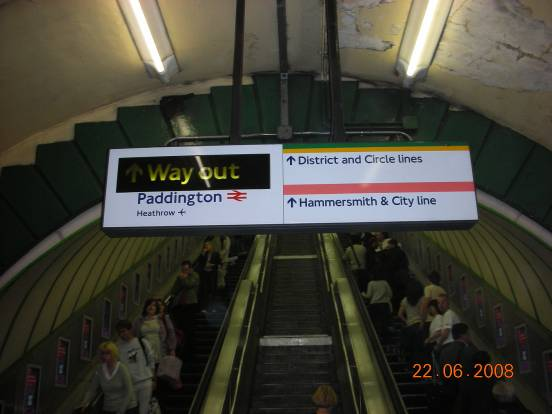 Way out
Paddington
Heathrow
District and Circle lines
Hammersmith & City line
22.06.2008